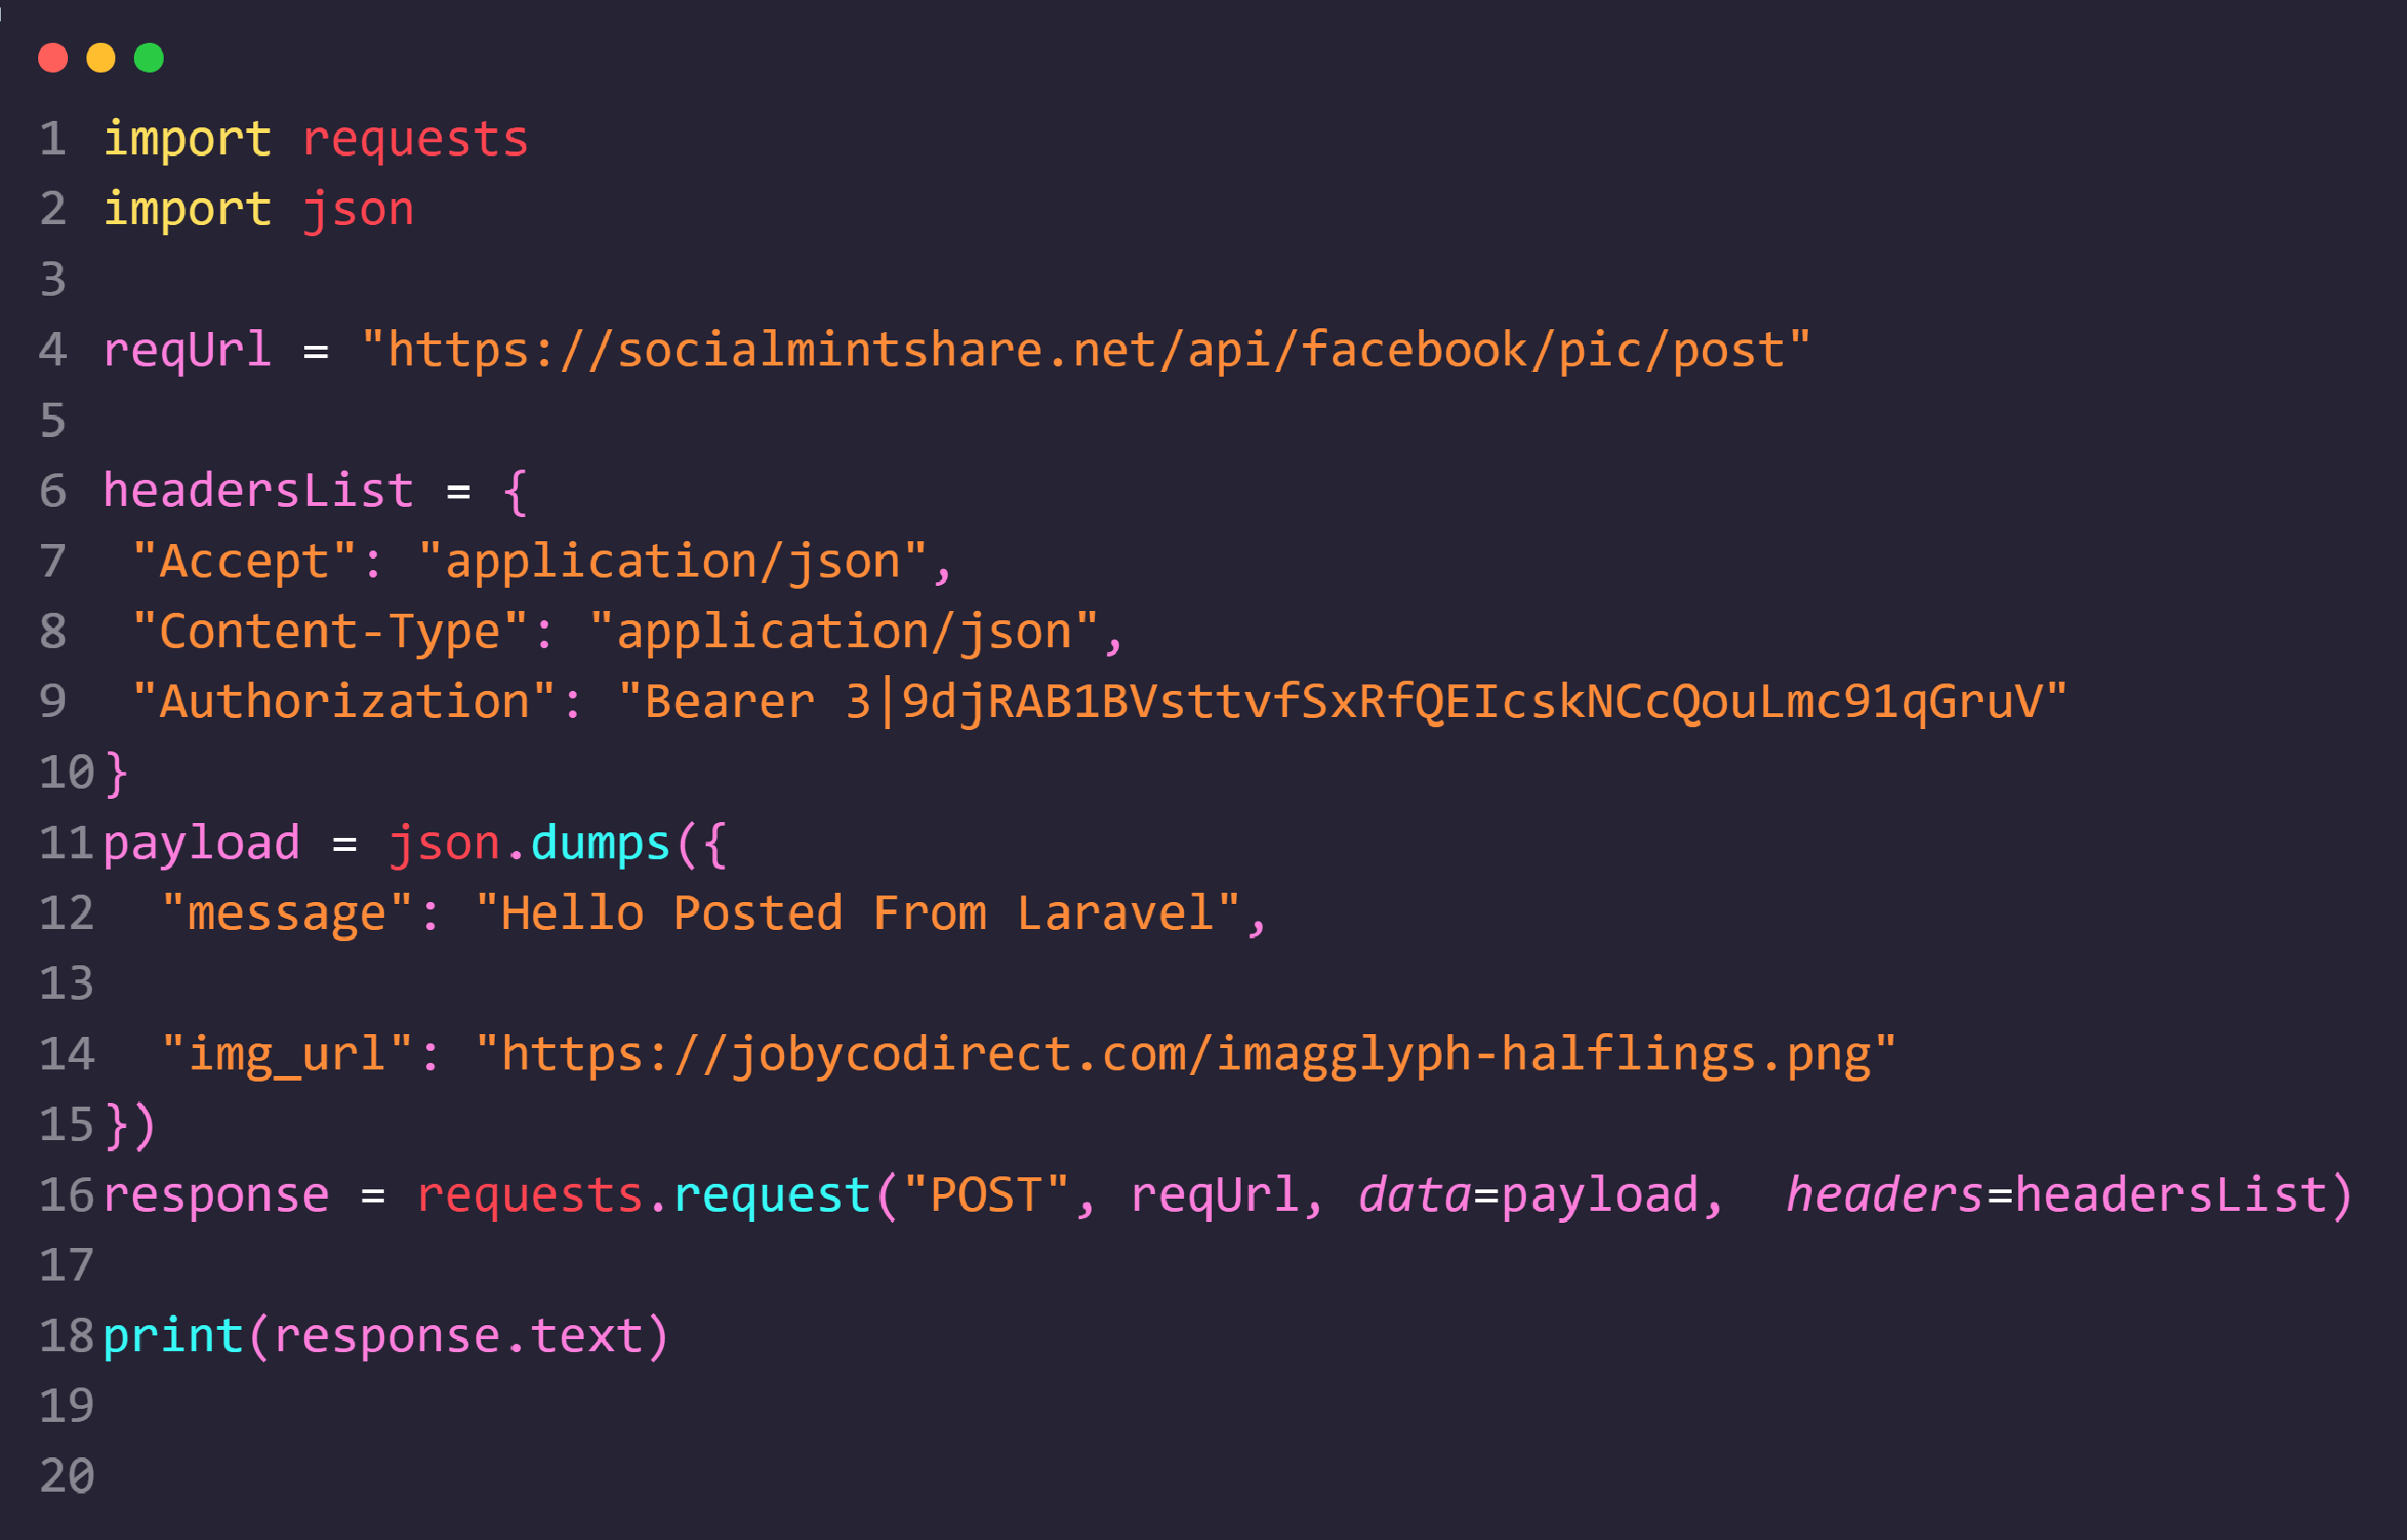 1 import requests
2 import json
3
4 reqUrl = "https://socialmintshare.net/api/facebook/pic/post"
5
6 headersList = {
7  "Accept": "application/json",
8  "Content-Type": "application/json",
9  "Authorization": "Bearer 3|9djRAB1BVsttvfSxRfQEIcskNCcQouLmc91qGruV"
10 }
11 payload = json.dumps({
12   "message": "Hello Posted From Laravel",
13
14   "img_url": "https://jobycodirect.com/imagglyph-halflings.png"
15 })
16 response = requests.request("POST", reqUrl, data=payload,  headers=headersList)
17
18 print(response.text)
19
20